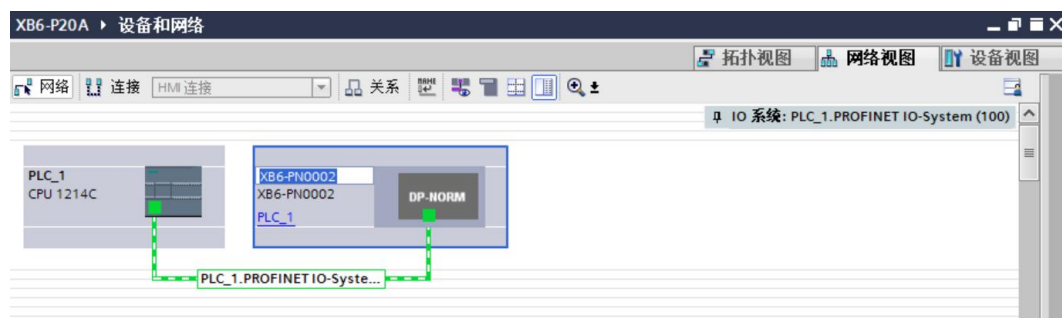 XB6-P20A ▸ 设备和网络
拓扑视图 网络视图 设备视图
网络 连接 HMI 连接 关系
IO 系统: PLC_1.PROFINET IO-System (100)
PLC_1
CPU 1214C
XB6-PN0002
XB6-PN0002
PLC_1
DP-NORM
PLC_1.PROFINET IO-Syste...